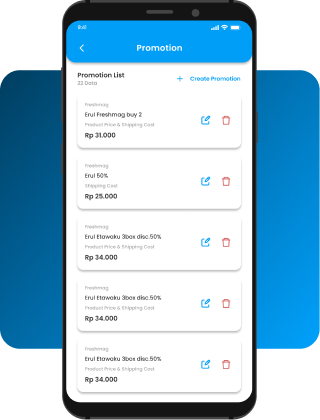 9:41
Promotion
Promotion List
32 Data
+ Create Promotion
Freshmag
Erul Freshmag buy 2
Product Price & Shipping Cost
Rp 31.000
Freshmag
Erul 50%
Shipping Cost
Rp 25.000
Freshmag
Erul Etawaku 3box disc.50%
Product Price & Shipping Cost
Rp 34.000
Freshmag
Erul Etawaku 3box disc.50%
Product Price & Shipping Cost
Rp 34.000
Freshmag
Erul Etawaku 3box disc.50%
Product Price & Shipping Cost
Rp 34.000